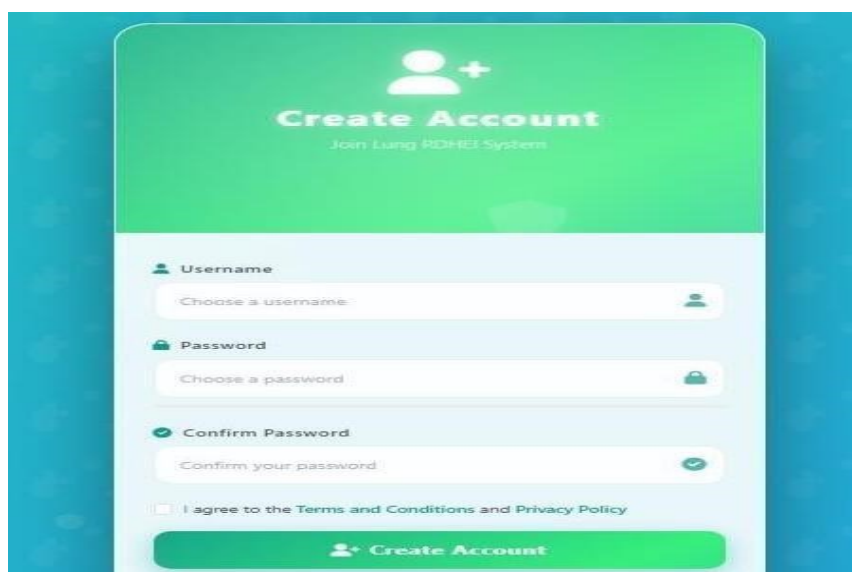 Create Account
Join Lung RDHEI System
Username
Choose a username
Password
Choose a password
Confirm Password
Confirm your password
I agree to the Terms and Conditions and Privacy Policy
Create Account